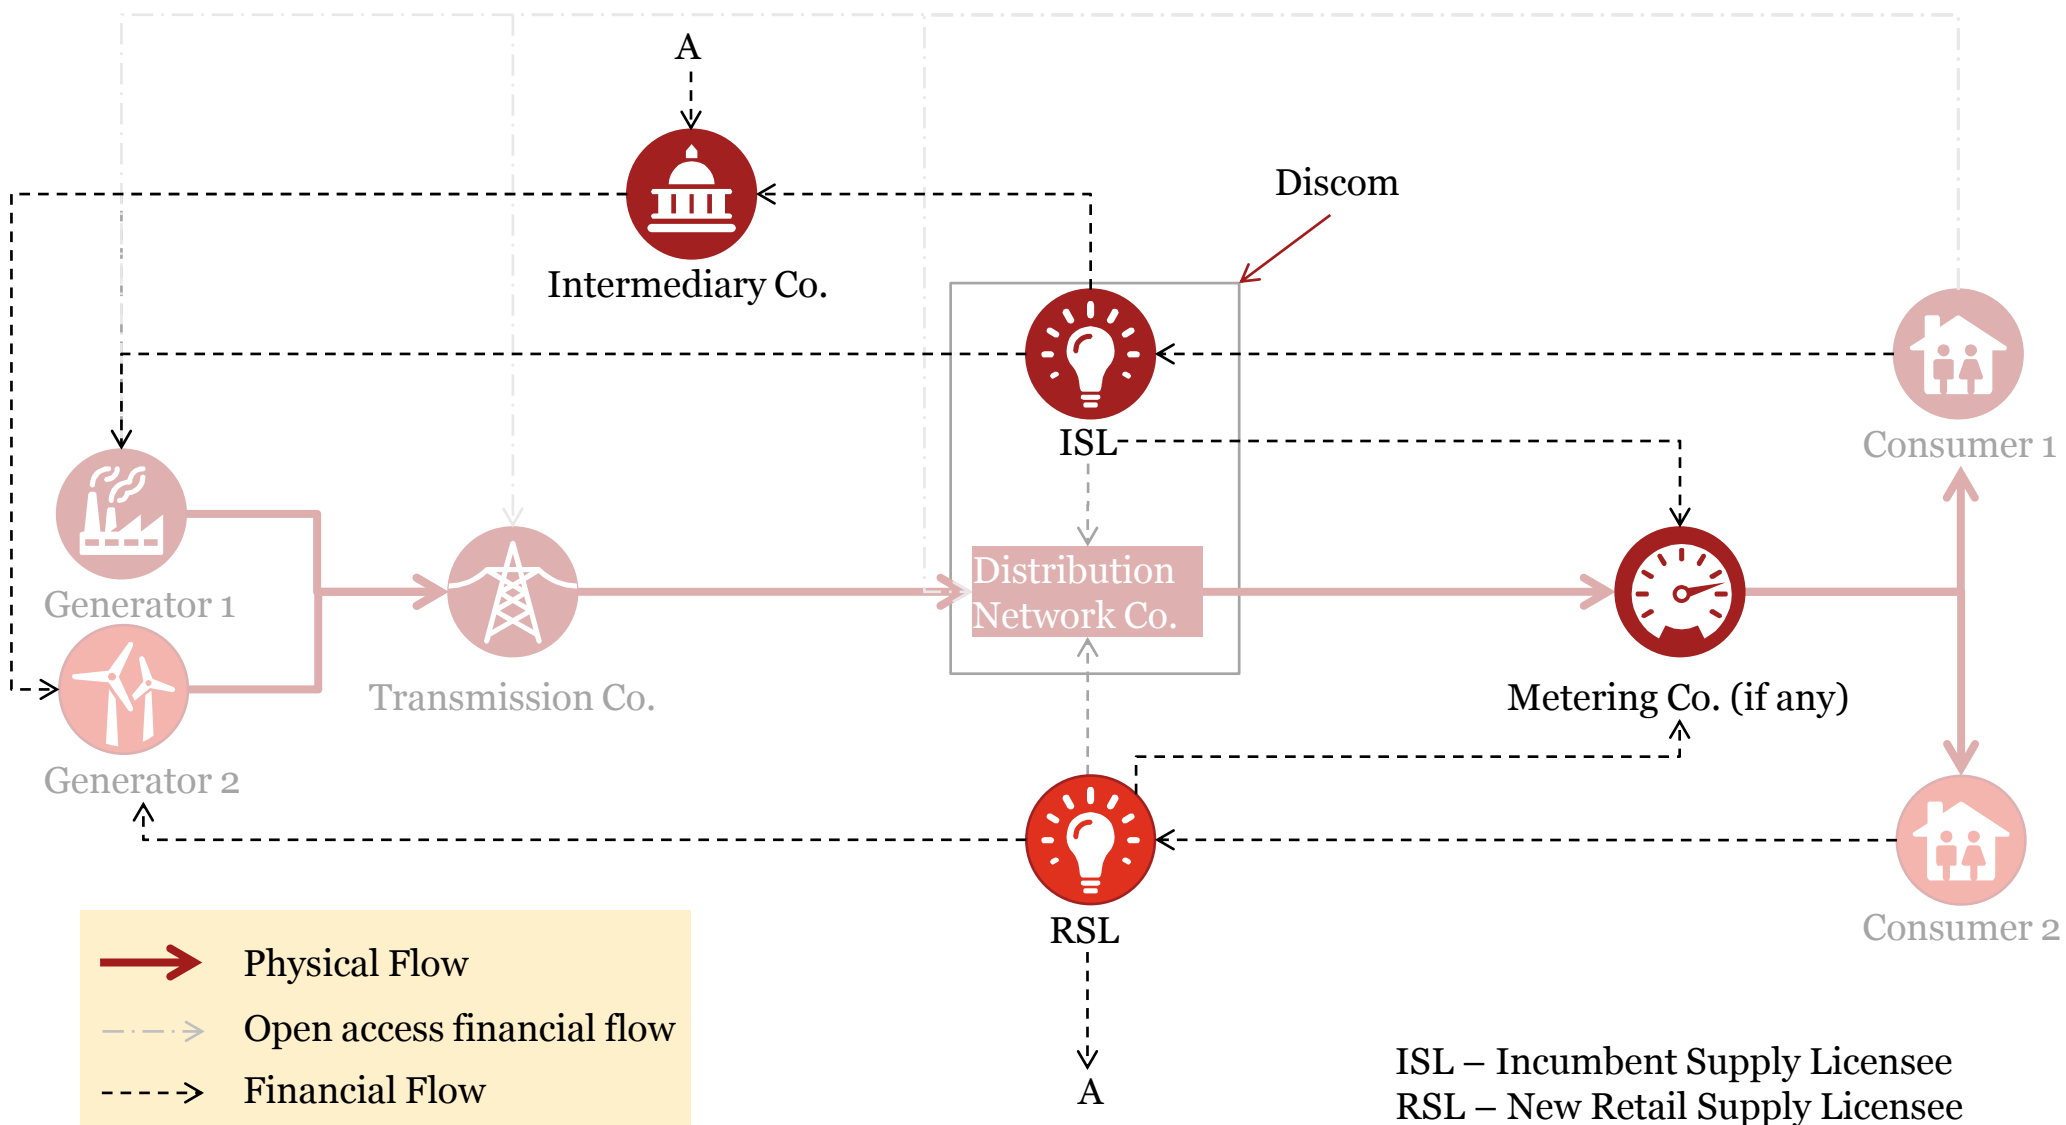 A
Discom
Intermediary Co.
ISL
Consumer 1
Distribution
Network Co.
Generator 1
Transmission Co.
Metering Co. (if any)
Generator 2
RSL
Consumer 2
Physical Flow
Open access financial flow
Financial Flow
A
ISL – Incumbent Supply Licensee
RSL – New Retail Supply Licensee